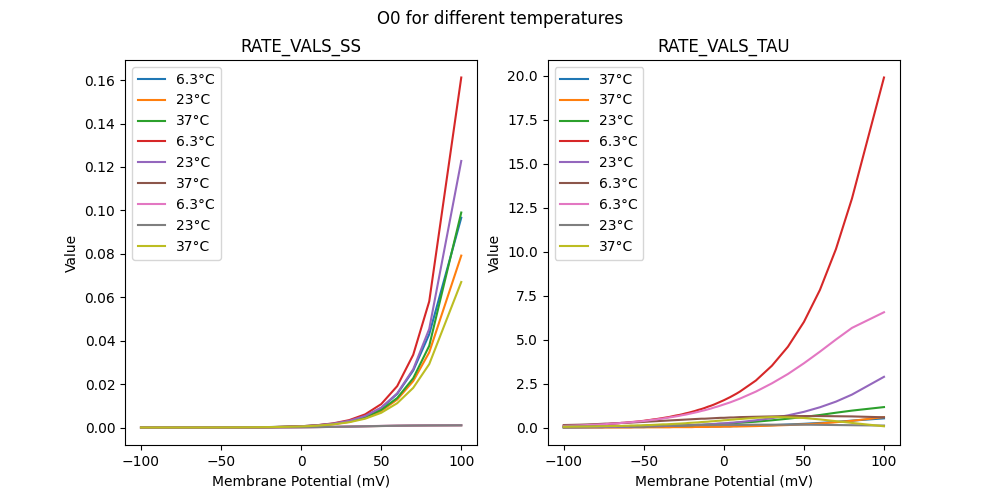 O0 for different temperatures
RATE_VALS_SS
Value
0.16
0.14
0.12
0.10
0.08
0.06
0.04
0.02
0.00
6.3°C
23°C
37°C
6.3°C
23°C
37°C
6.3°C
23°C
37°C
−100
−50
0
50
100
Membrane Potential (mV)
RATE_VALS_TAU
Value
20.0
17.5
15.0
12.5
10.0
7.5
5.0
2.5
0.0
37°C
37°C
23°C
6.3°C
23°C
6.3°C
6.3°C
23°C
37°C
−100
−50
0
50
100
Membrane Potential (mV)